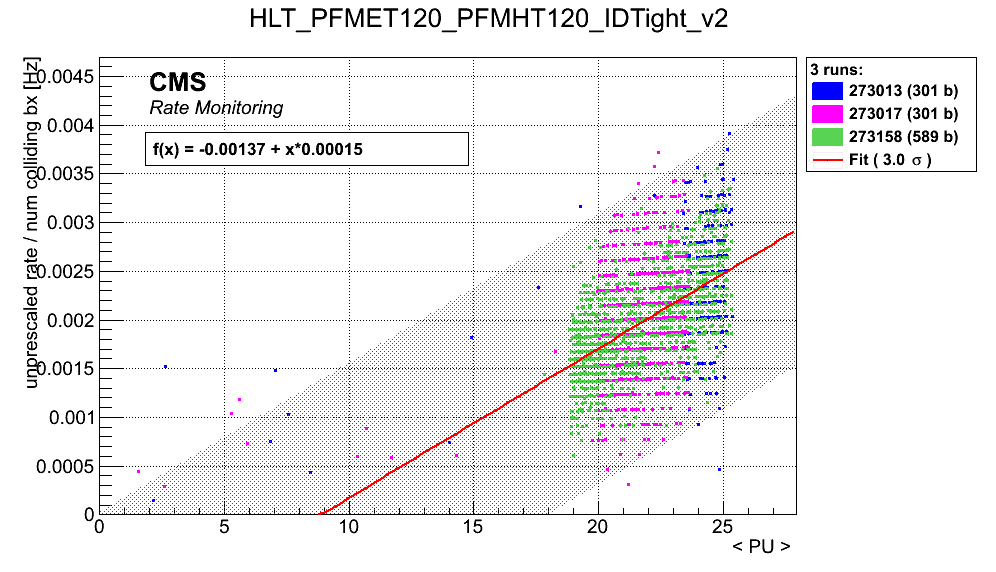 HLT_PFMET120_PFMHT120_IDTight_v2
unprescaled rate / num colliding bx [Hz]
CMS
Rate Monitoring
f(x) = -0.00137 + x*0.00015
3 runs:
273013 (301 b)
273017 (301 b)
273158 (589 b)
Fit ( 3.0 σ )
0.0045
0.004
0.0035
0.003
0.0025
0.002
0.0015
0.001
0.0005
0
0 5 10 15 20 25
< PU >